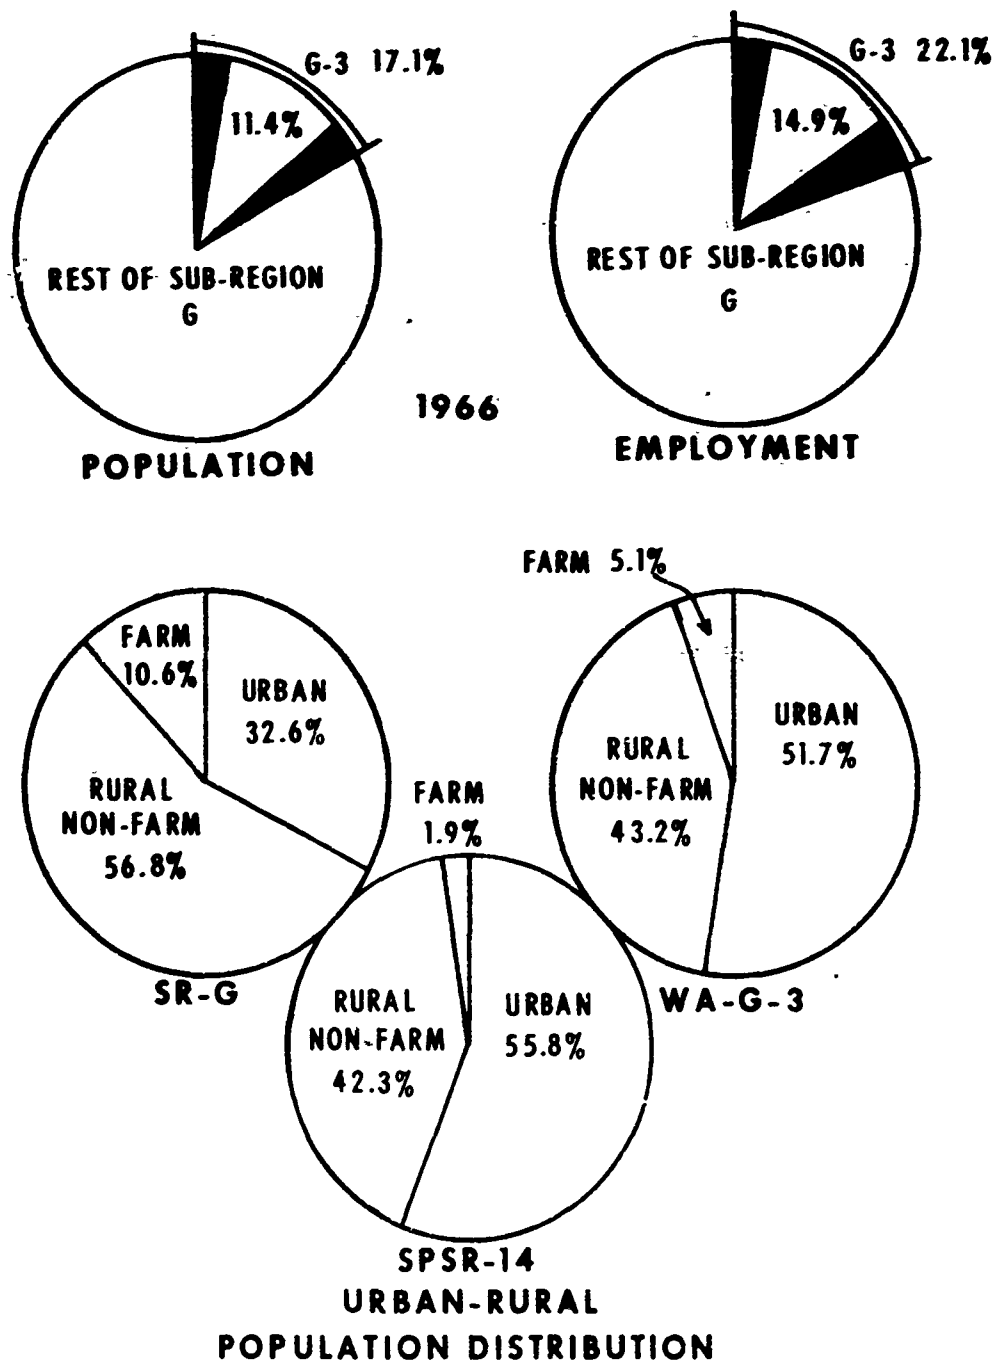 G-3 17.1%
11.4%
REST OF SUB-REGION
G
POPULATION
G-3 22.1%
14.9%
REST OF SUB-REGION
G
EMPLOYMENT
1966
FARM
10.6%
URBAN
32.6%
RURAL
NON-FARM
56.8%
SR-G
FARM 5.1%
URBAN
51.7%
RURAL
NON-FARM
43.2%
WA-G-3
FARM
1.9%
RURAL
NON-FARM
42.3%
URBAN
55.8%
SPSR-14
URBAN-RURAL
POPULATION DISTRIBUTION